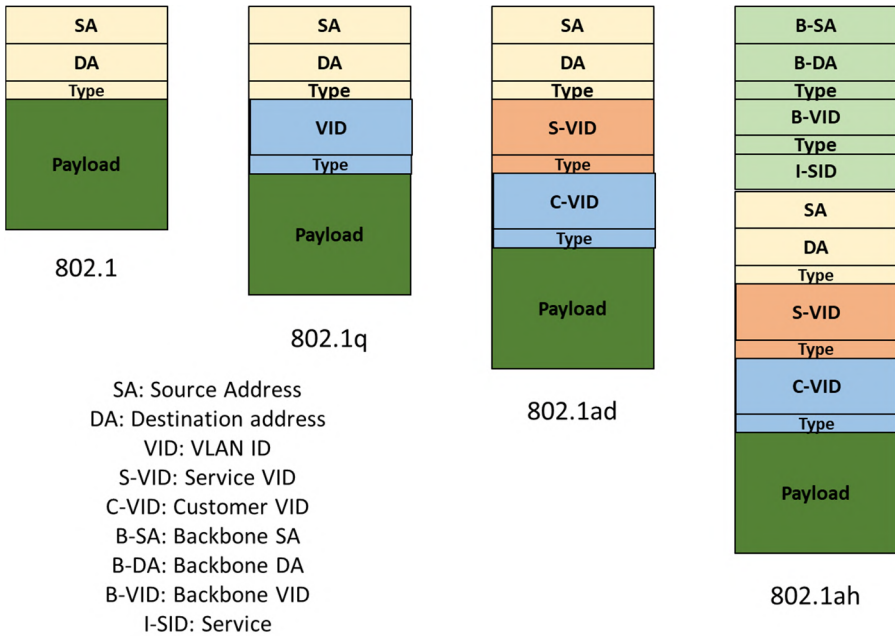 SA
DA
Type
Payload
802.1
SA
DA
Type
VID
Type
Payload
802.1q
SA
DA
Type
S-VID
Type
C-VID
Type
Payload
802.1ad
B-SA
B-DA
Type
B-VID
Type
I-SID
SA
DA
Type
S-VID
Type
C-VID
Type
Payload
802.1ah
SA: Source Address
DA: Destination address
VID: VLAN ID
S-VID: Service VID
C-VID: Customer VID
B-SA: Backbone SA
B-DA: Backbone DA
B-VID: Backbone VID
I-SID: Service